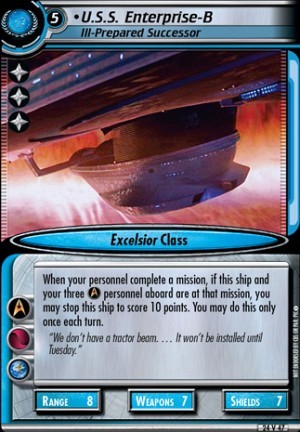 5 •U.S.S. Enterprise-B
Ill-Prepared Successor
Excelsior Class
When your personnel complete a mission, if this ship and
your three personnel aboard are at that mission, you
may stop this ship to score 10 points. You may do this
only once each turn.
"We don't have a tractor beam. … It won't be installed until
Tuesday."
RANGE 8 WEAPONS 7 SHIELDS 7
24 V 47